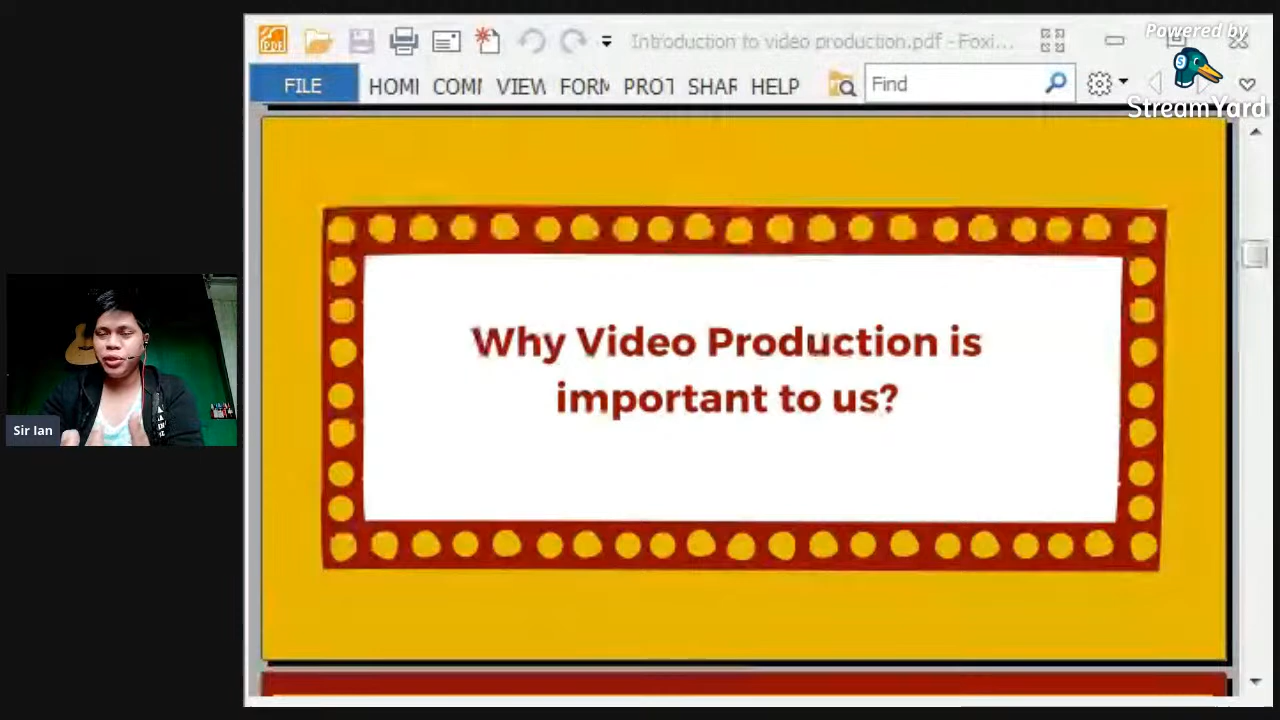 Introduction to video production.pdf - Foxi...
Powered by
StreamYard
FILE HOMI COMI VIEW FORM PROT SHAR HELP Find
Why Video Production is
important to us?
Sir Ian